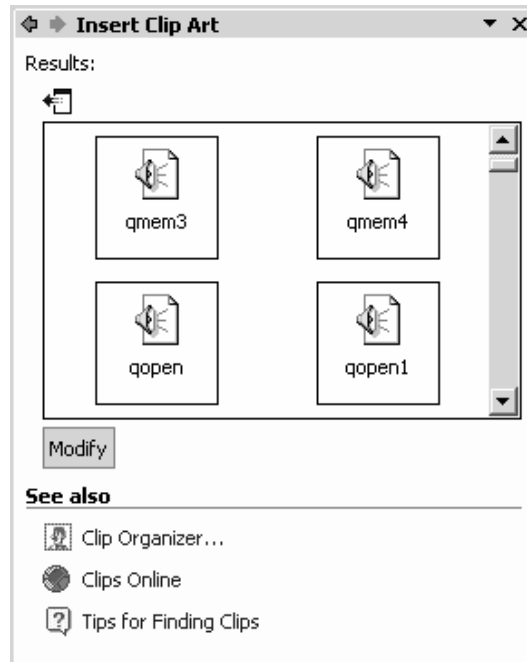 Insert Clip Art
Results:
qmem3 qmem4
qopen qopen1
Modify
See also
Clip Organizer...
Clips Online
Tips for Finding Clips